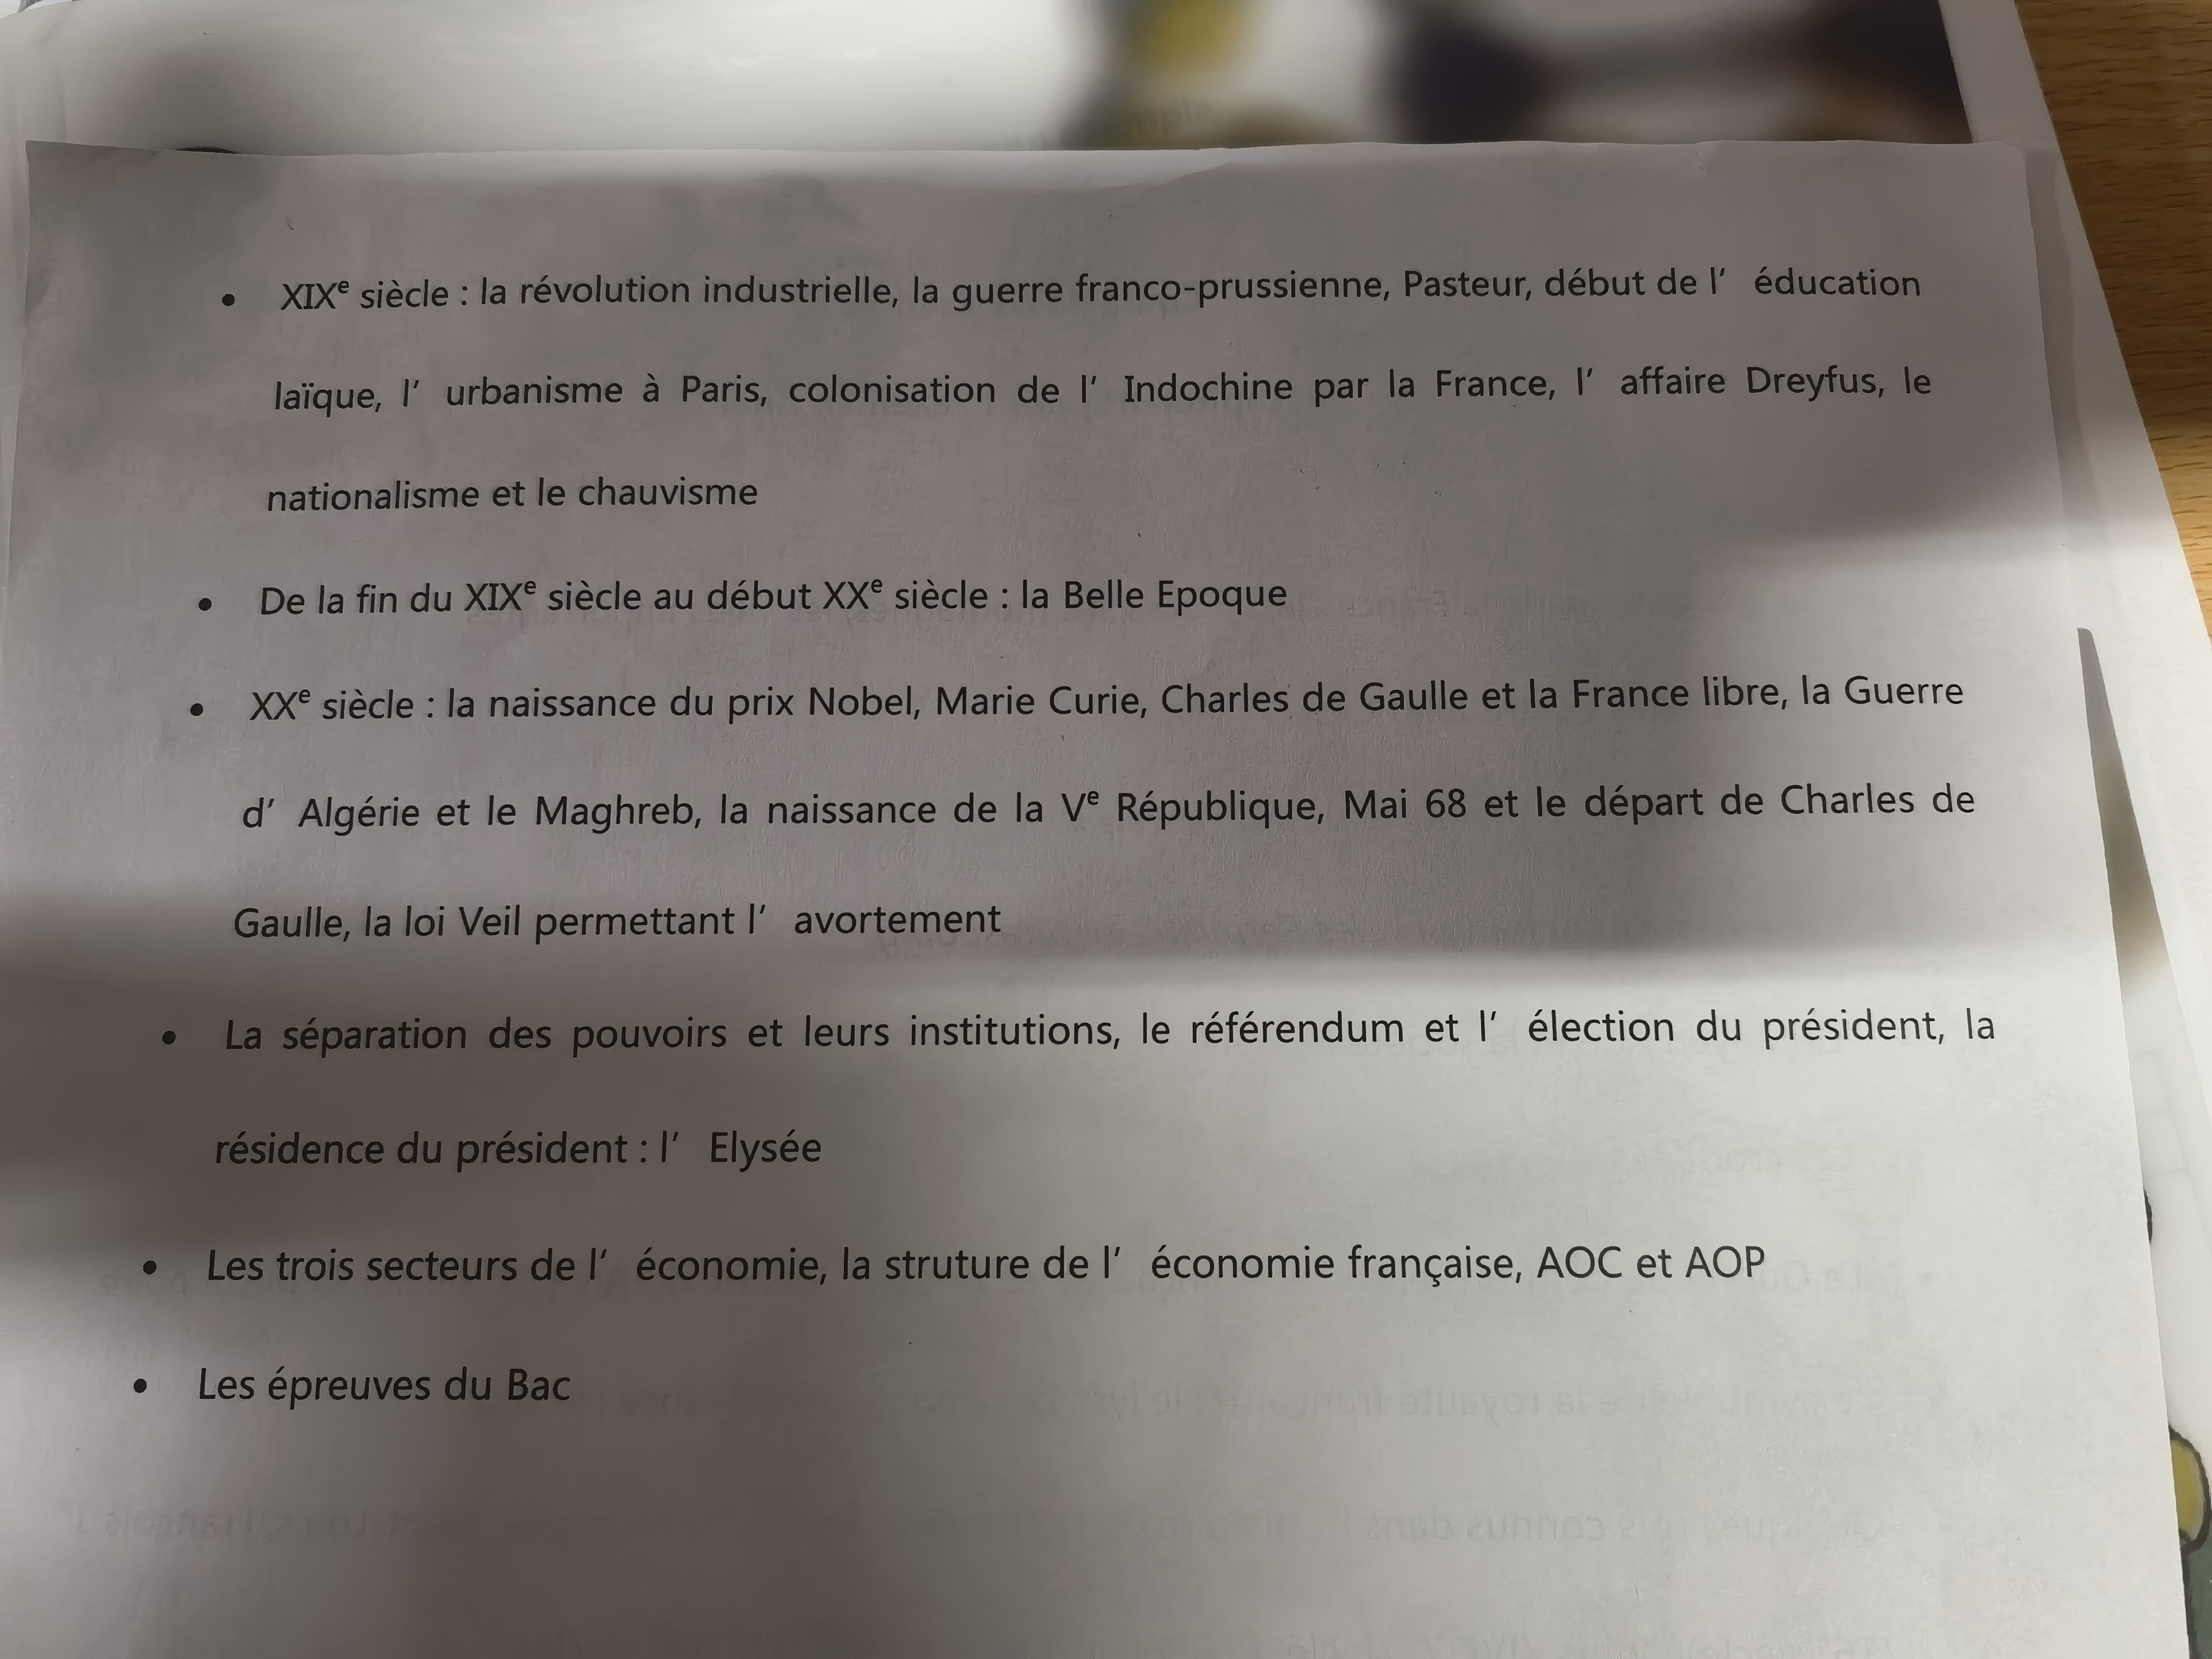 • XIXe siècle : la révolution industrielle, la guerre franco-prussienne, Pasteur, début de l’ éducation
laïque, l’ urbanisme à Paris, colonisation de l’ Indochine par la France, l’ affaire Dreyfus, le
nationalisme et le chauvisme
• De la fin du XIXe siècle au début XXe siècle : la Belle Epoque
• XXe siècle : la naissance du prix Nobel, Marie Curie, Charles de Gaulle et la France libre, la Guerre
d’ Algérie et le Maghreb, la naissance de la Ve République, Mai 68 et le départ de Charles de
Gaulle, la loi Veil permettant l’ avortement
• La séparation des pouvoirs et leurs institutions, le référendum et l’ élection du président, la
résidence du président : l’ Elysée
• Les trois secteurs de l’ économie, la struture de l’ économie française, AOC et AOP
• Les épreuves du Bac